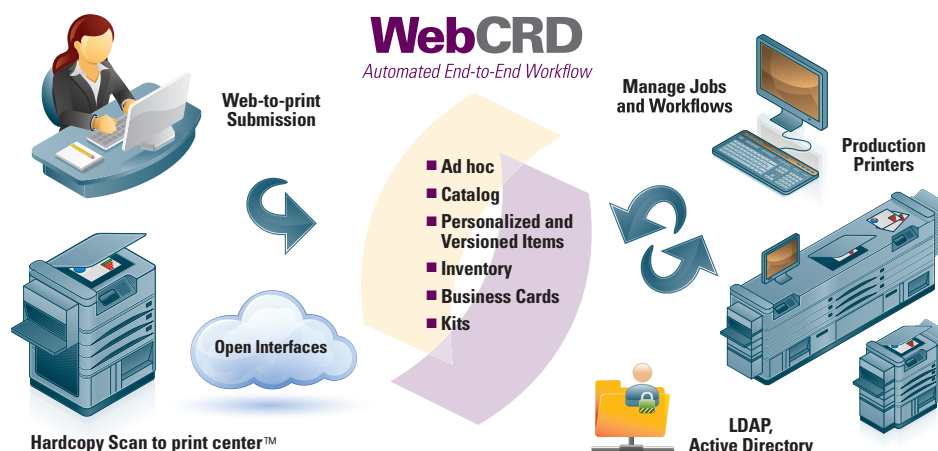 WebCRD
Automated End-to-End Workflow
Web-to-print
Submission
Manage Jobs
and Workflows
Production
Printers
■ Ad hoc
■ Catalog
■ Personalized and
Versioned Items
■ Inventory
■ Business Cards
■ Kits
Open Interfaces
Hardcopy Scan to print center™
LDAP,
Active Directory